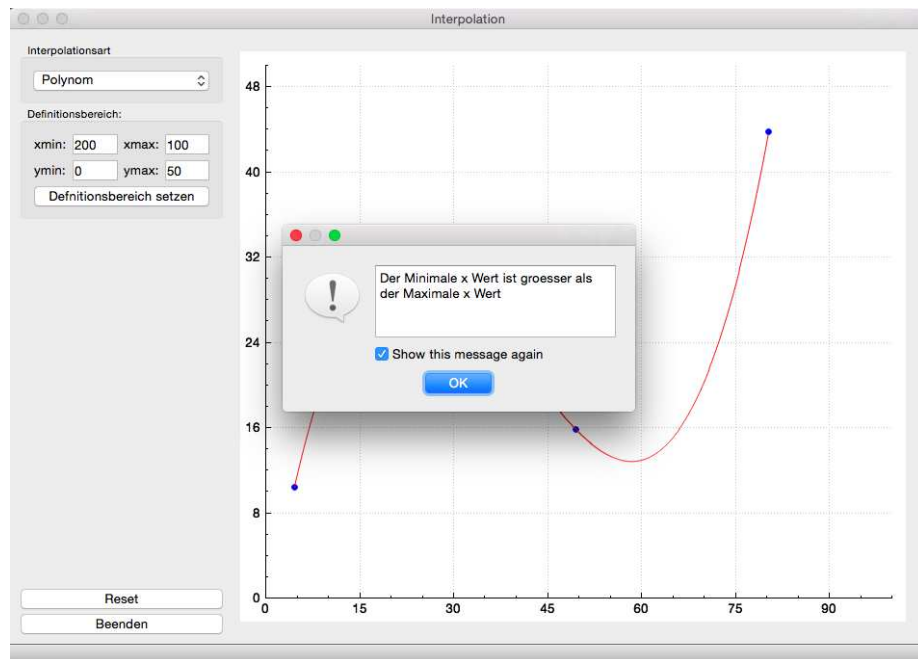 Interpolation
Interpolationsart
Polynom
Definitionsbereich:
xmin: 200 xmax: 100
ymin: 0 ymax: 50
Defnitionsbereich setzen
Reset
Beenden
48
40
32
24
16
8
0
0 15 30 45 60 75 90
Der Minimale x Wert ist groesser als
der Maximale x Wert
Show this message again
OK